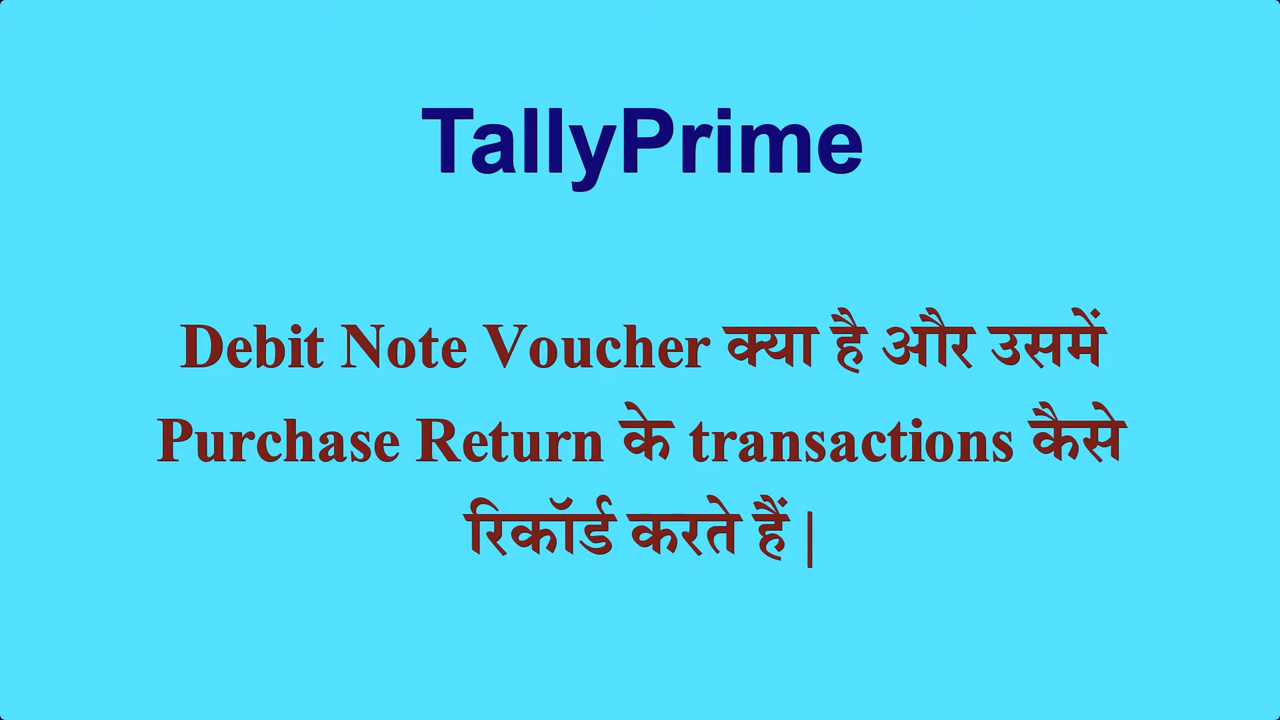 TallyPrime
Debit Note Voucher क्या है और उसमें
Purchase Return के transactions कैसे
रिकॉर्ड करते हैं |